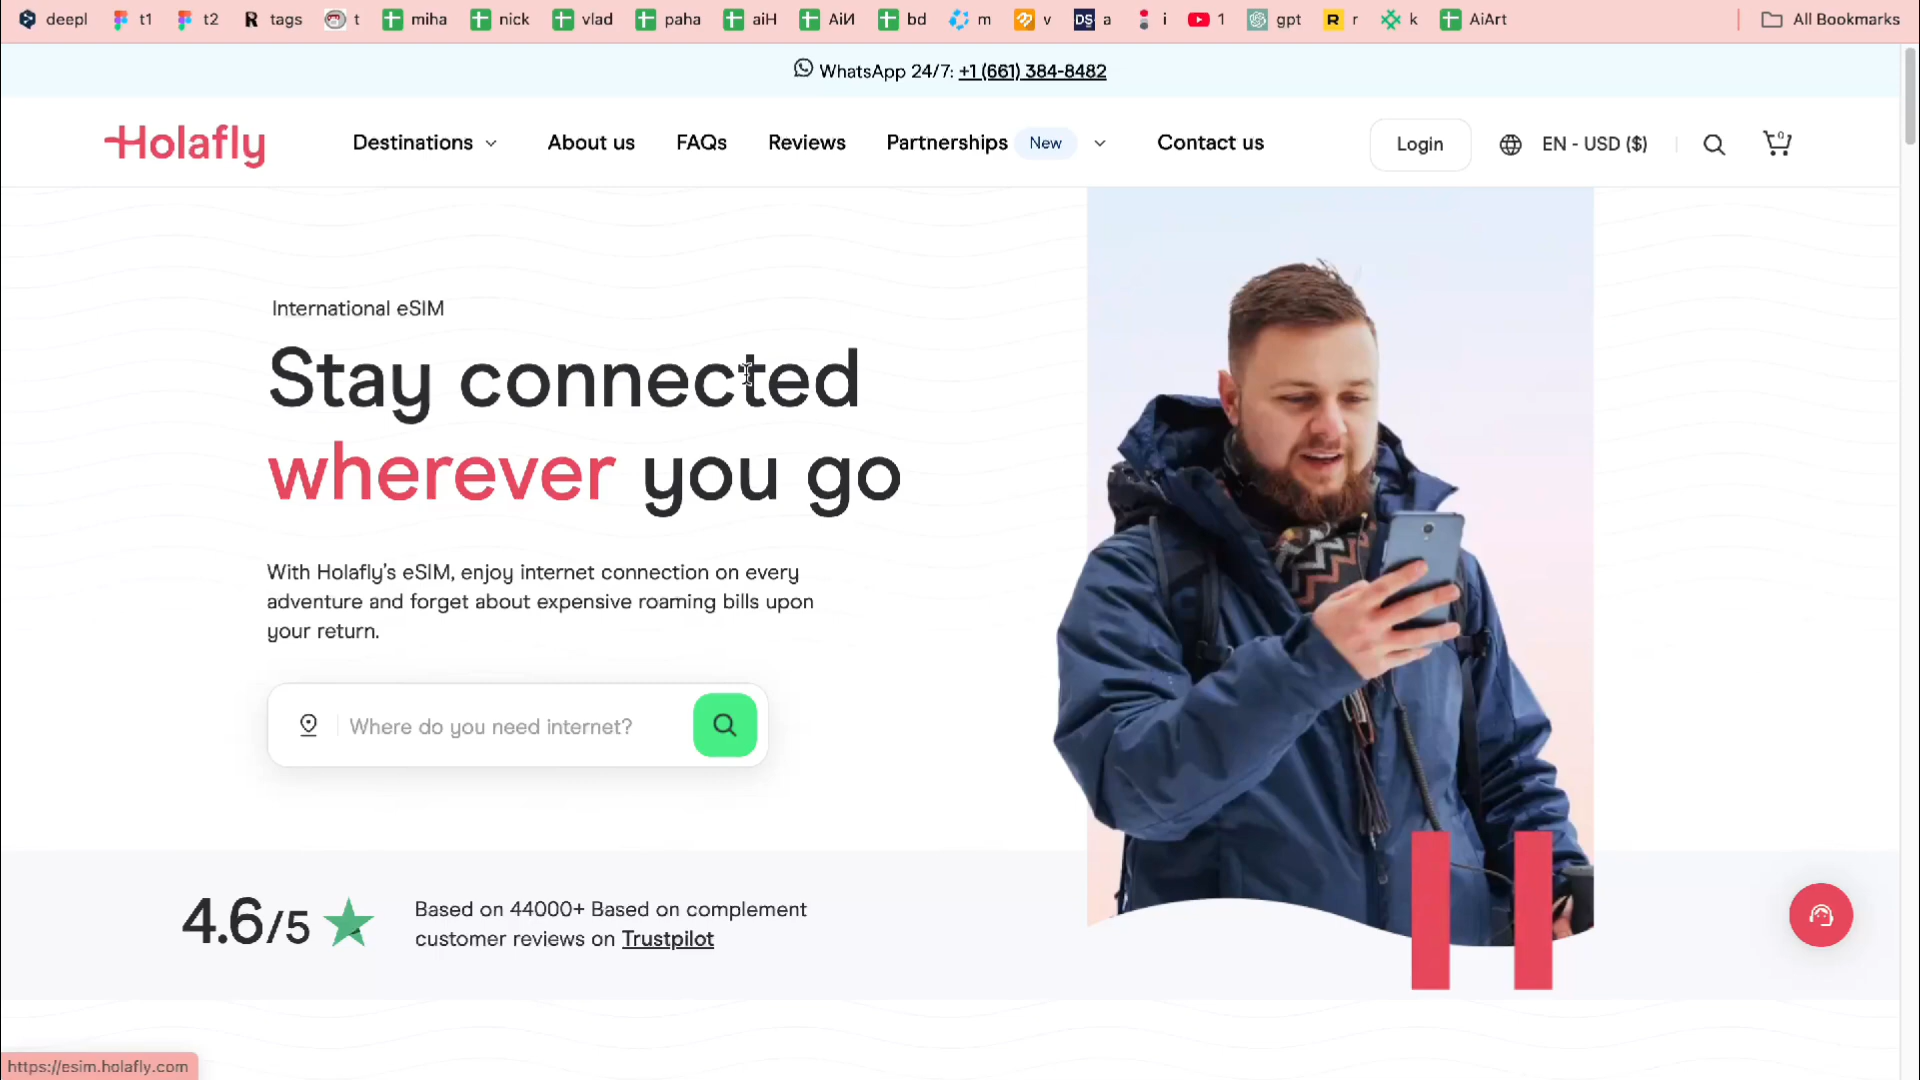 deepl t1 t2 tags t miha nick vlad paha aiH AiИ bd m v a i 1 gpt r k AiArt All Bookmarks
WhatsApp 24/7: +1 (661) 384-8482
Holafly Destinations About us FAQs Reviews Partnerships New Contact us Login EN - USD ($) 0
International eSIM
Stay connected
wherever you go
With Holafly's eSIM, enjoy internet connection on every
adventure and forget about expensive roaming bills upon
your return.
Where do you need internet?
4.6/5
Based on 44000+ Based on complement
customer reviews on Trustpilot
https://esim.holafly.com